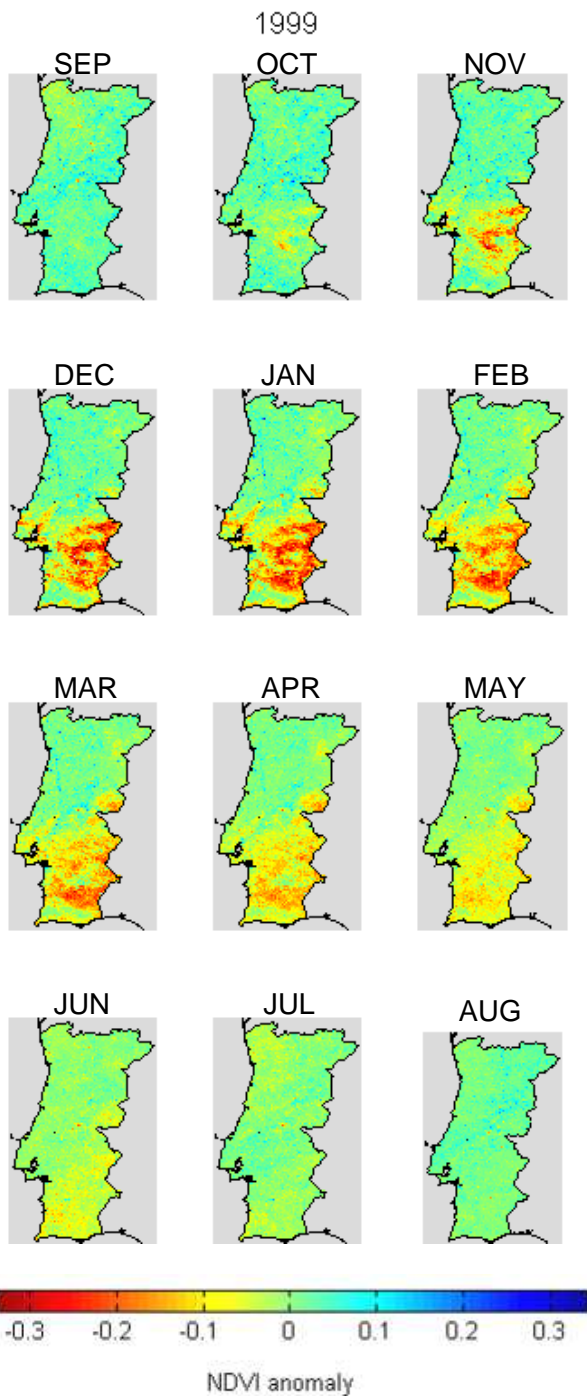 1999
SEP OCT NOV
DEC JAN FEB
MAR APR MAY
JUN JUL AUG
-0.3 -0.2 -0.1 0 0.1 0.2 0.3
NDVI anomaly